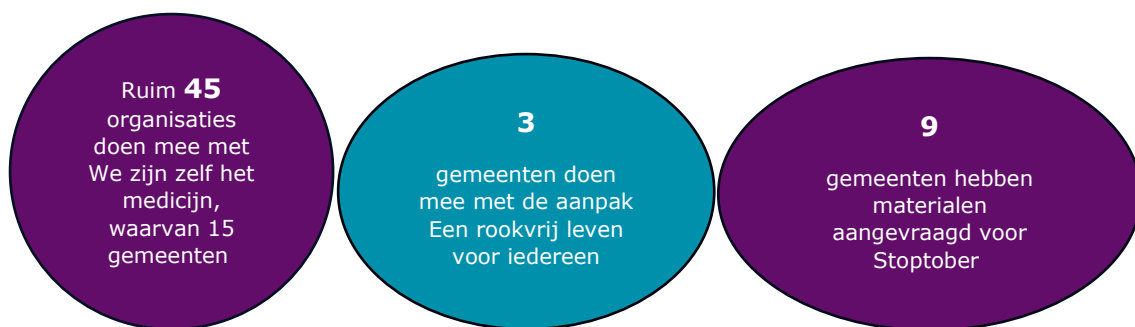 Ruim 45
organisaties
doen mee met
We zijn zelf het
medicijn,
waarvan 15
gemeenten
3
gemeenten doen
mee met de aanpak
Een rookvrij leven
voor iedereen
9
gemeenten hebben
materialen
aangevraagd voor
Stoptober